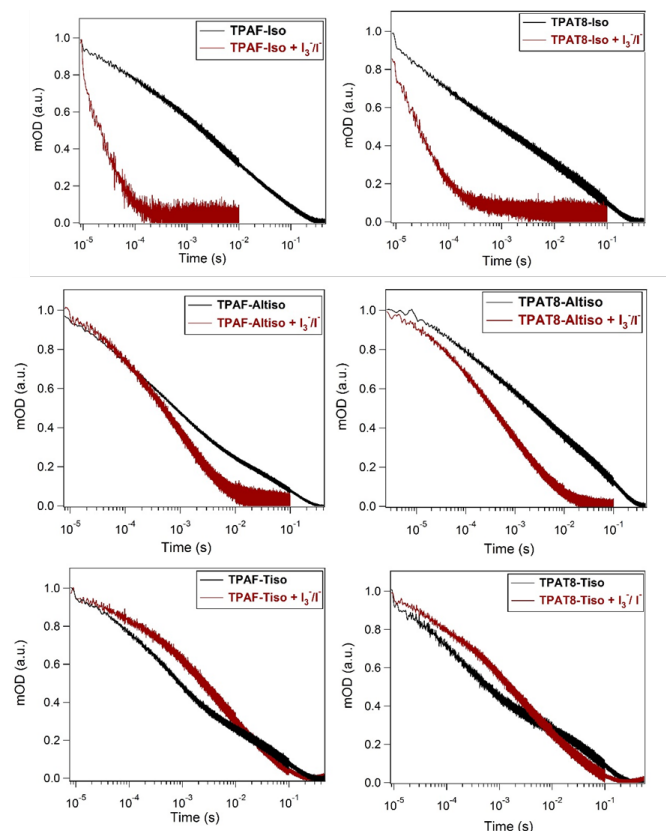 TPAF-Iso
TPAF-Iso + I₃⁻/I⁻
mOD (a.u.)
1.0
0.8
0.6
0.4
0.2
0.0
10⁻⁵ 10⁻⁴ 10⁻³ 10⁻² 10⁻¹
Time (s)
TPAT8-Iso
TPAT8-Iso + I₃⁻/I⁻
mOD (a.u.)
1.0
0.8
0.6
0.4
0.2
0.0
10⁻⁵ 10⁻⁴ 10⁻³ 10⁻² 10⁻¹
Time (s)
TPAF-Altiso
TPAF-Altiso + I₃⁻/I⁻
mOD (a.u.)
1.0
0.8
0.6
0.4
0.2
0.0
10⁻⁵ 10⁻⁴ 10⁻³ 10⁻² 10⁻¹
Time (s)
TPAT8-Altiso
TPAT8-Altiso + I₃⁻/I⁻
mOD (a.u.)
1.0
0.8
0.6
0.4
0.2
0.0
10⁻⁵ 10⁻⁴ 10⁻³ 10⁻² 10⁻¹
Time (s)
TPAF-Tiso
TPAF-Tiso + I₃⁻/I⁻
mOD (a.u.)
1.0
0.8
0.6
0.4
0.2
0.0
10⁻⁵ 10⁻⁴ 10⁻³ 10⁻² 10⁻¹
Time (s)
TPAT8-Tiso
TPAT8-Tiso + I₃⁻/ I⁻
mOD (a.u.)
1.0
0.8
0.6
0.4
0.2
0.0
10⁻⁵ 10⁻⁴ 10⁻³ 10⁻² 10⁻¹
Time (s)